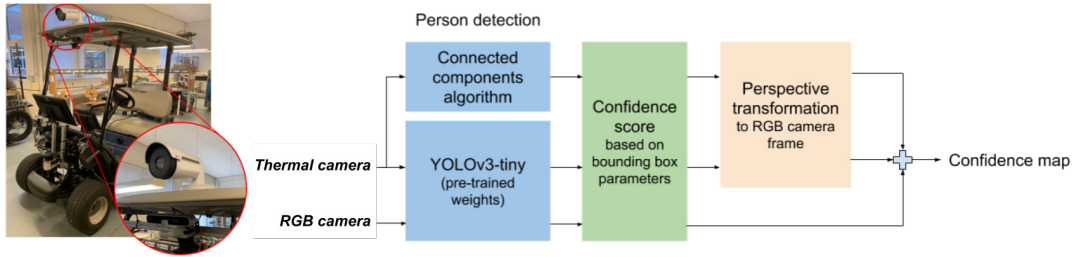 Person detection
Connected
components
algorithm
Thermal camera
RGB camera
YOLOv3-tiny
(pre-trained
weights)
Confidence
score
based on
bounding box
parameters
Perspective
transformation
to RGB camera
frame
Confidence map